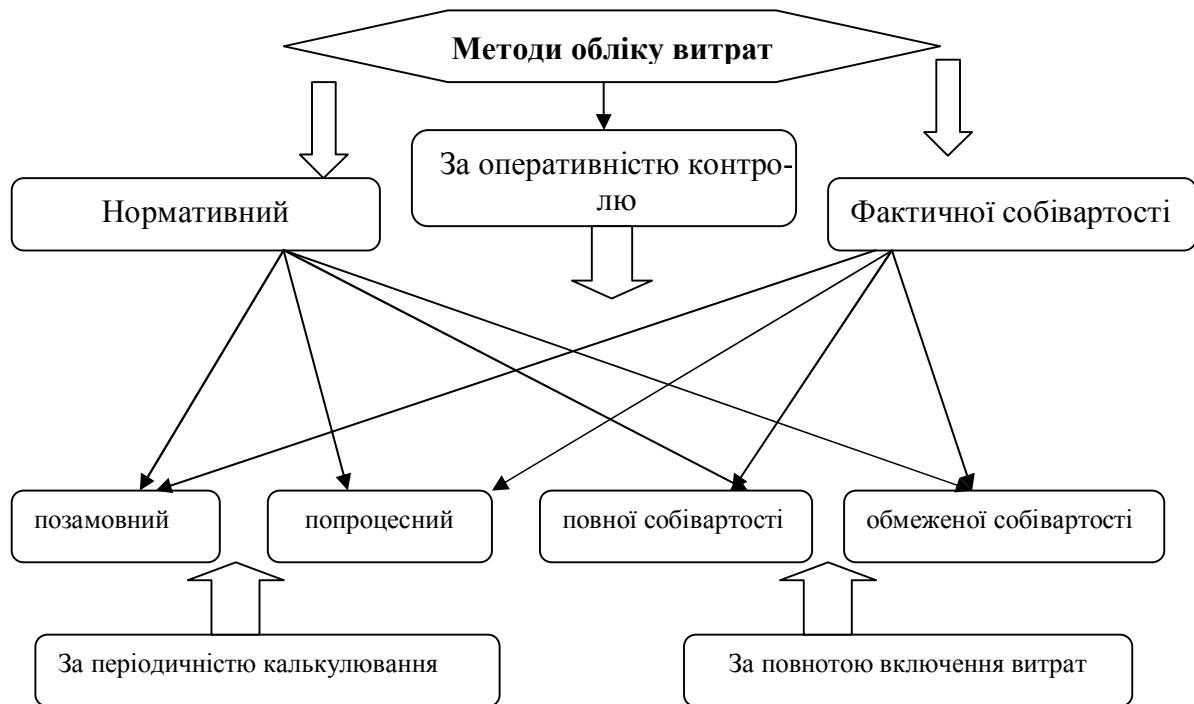 Методи обліку витрат
За оперативністю контро-
лю
Нормативний
Фактичної собівартості
позамовний
попроцесний
повної собівартості
обмеженої собівартості
За періодичністю калькулювання
За повнотою включення витрат